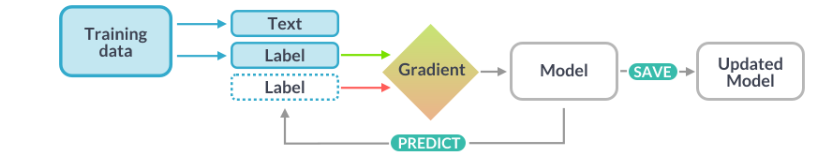 Training
data
Text
Label
Label
Gradient
Model
SAVE
Updated
Model
PREDICT